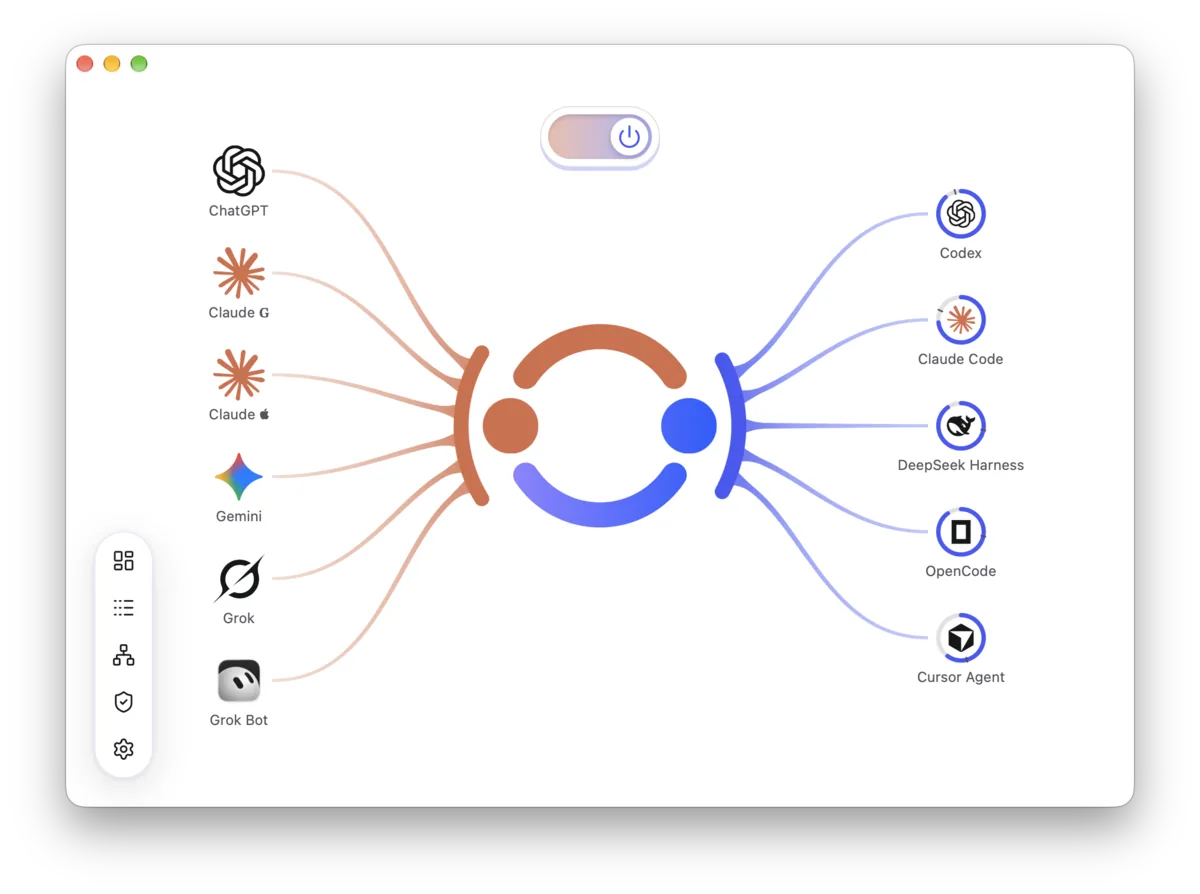 ChatGPT
Claude G
Claude 
Gemini
Grok
Grok Bot
Codex
Claude Code
DeepSeek Harness
OpenCode
Cursor Agent